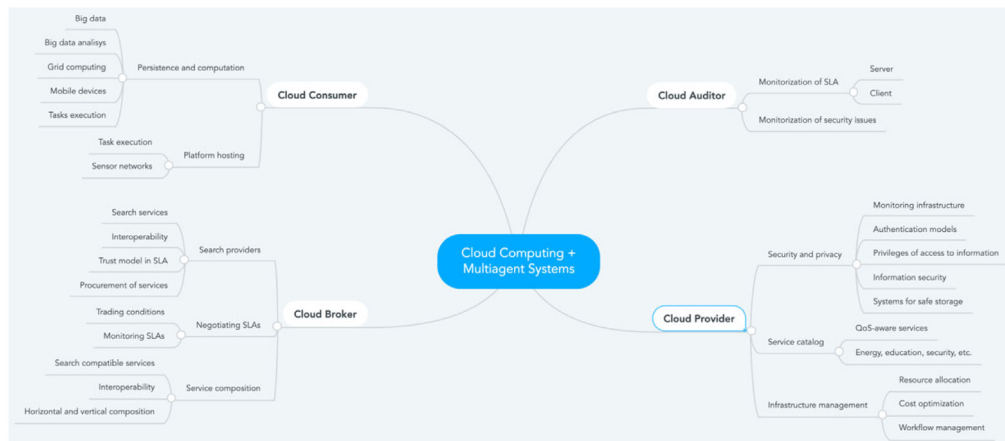 Big data
Big data analisys
Grid computing
Mobile devices
Tasks execution
Persistence and computation
Cloud Consumer
Task execution
Sensor networks
Platform hosting
Search services
Interoperability
Trust model in SLA
Procurement of services
Search providers
Trading conditions
Monitoring SLAs
Negotiating SLAs
Cloud Broker
Search compatible services
Interoperability
Horizontal and vertical composition
Service composition
Cloud Computing +
Multiagent Systems
Cloud Auditor
Monitorization of SLA
Server
Client
Monitorization of security issues
Cloud Provider
Security and privacy
Monitoring infrastructure
Authentication models
Privileges of access to information
Information security
Systems for safe storage
Service catalog
QoS-aware services
Energy, education, security, etc.
Infrastructure management
Resource allocation
Cost optimization
Workflow management